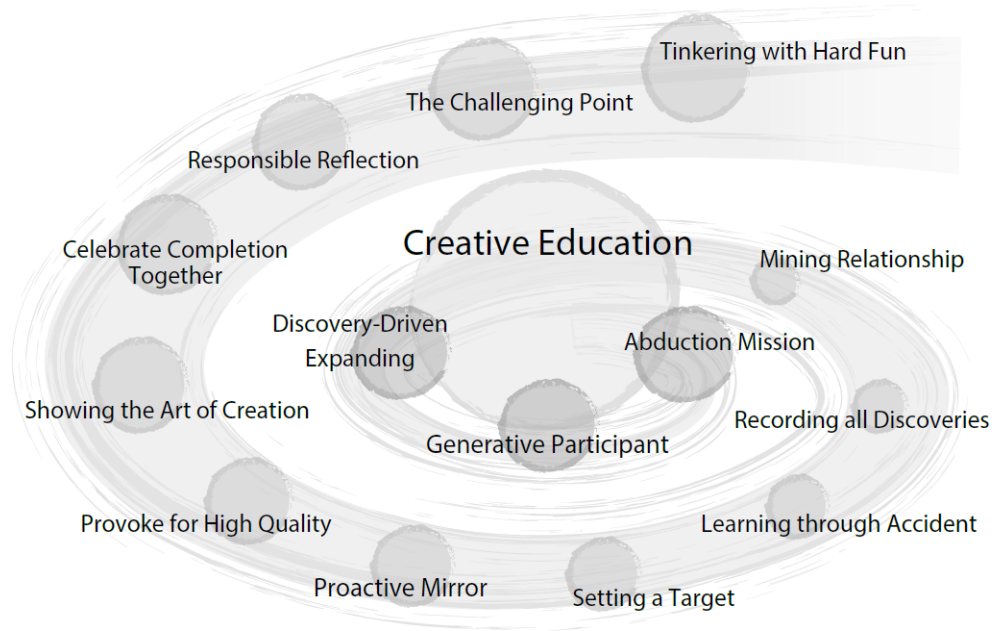 Tinkering with Hard Fun
The Challenging Point
Responsible Reflection
Celebrate Completion
Together
Creative Education
Mining Relationship
Discovery-Driven
Expanding
Abduction Mission
Generative Participant
Showing the Art of Creation
Recording all Discoveries
Provoke for High Quality
Learning through Accident
Proactive Mirror
Setting a Target